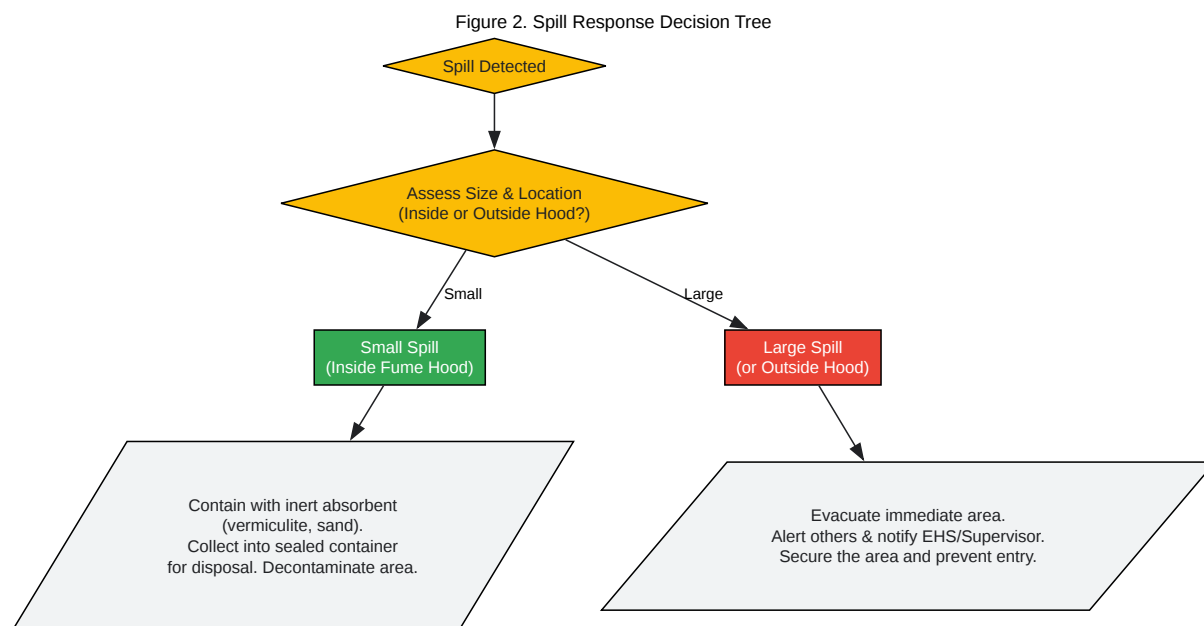 Figure 2. Spill Response Decision Tree
Spill Detected
Assess Size & Location
(Inside or Outside Hood?)
Small
Large
Small Spill
(Inside Fume Hood)
Large Spill
(or Outside Hood)
Contain with inert absorbent
(vermiculite, sand).
Collect into sealed container
for disposal. Decontaminate area.
Evacuate immediate area.
Alert others & notify EHS/Supervisor.
Secure the area and prevent entry.